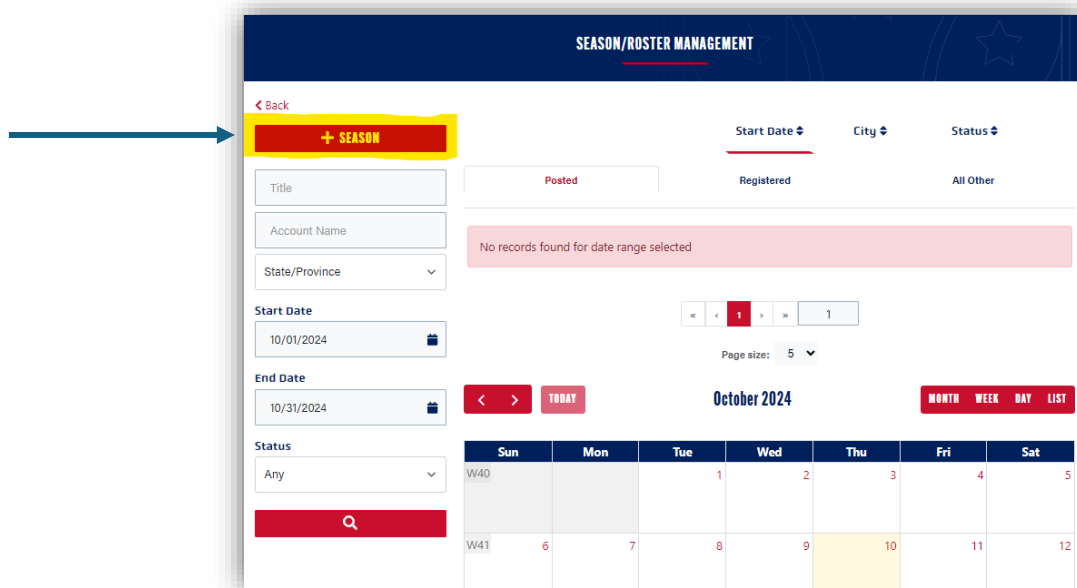 SEASON/ROSTER MANAGEMENT
Back
+ SEASON
Start Date City Status
Title
Posted Registered All Other
Account Name
No records found for date range selected
State/Province
Start Date
10/01/2024
« ‹ 1 › » 1
Page size: 5
End Date
10/31/2024
TODAY October 2024 MONTH WEEK DAY LIST
Status
Any
Sun Mon Tue Wed Thu Fri Sat
W40 1 2 3 4 5
W41 6 7 8 9 10 11 12